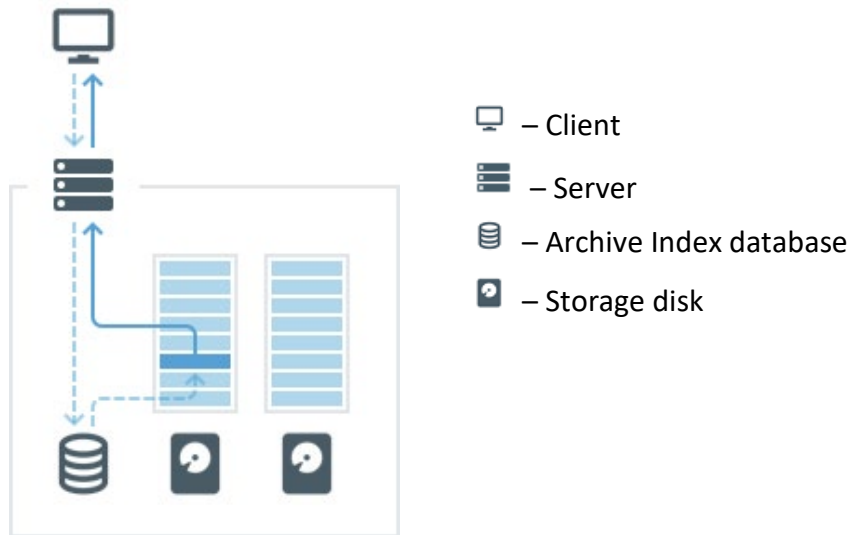 – Client
– Server
– Archive Index database
– Storage disk